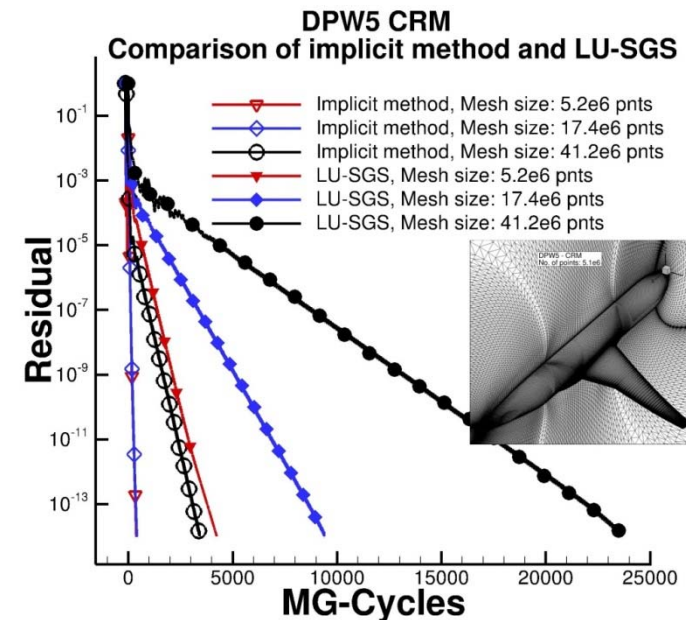 DPW5 CRM
Comparison of implicit method and LU-SGS
Implicit method, Mesh size: 5.2e6 pnts
Implicit method, Mesh size: 17.4e6 pnts
Implicit method, Mesh size: 41.2e6 pnts
LU-SGS, Mesh size: 5.2e6 pnts
LU-SGS, Mesh size: 17.4e6 pnts
LU-SGS, Mesh size: 41.2e6 pnts
DPW5 - CRM
No. of points: 5.1e6
Residual
10⁻¹
10⁻³
10⁻⁵
10⁻⁷
10⁻⁹
10⁻¹¹
10⁻¹³
0 5000 10000 15000 20000 25000
MG-Cycles